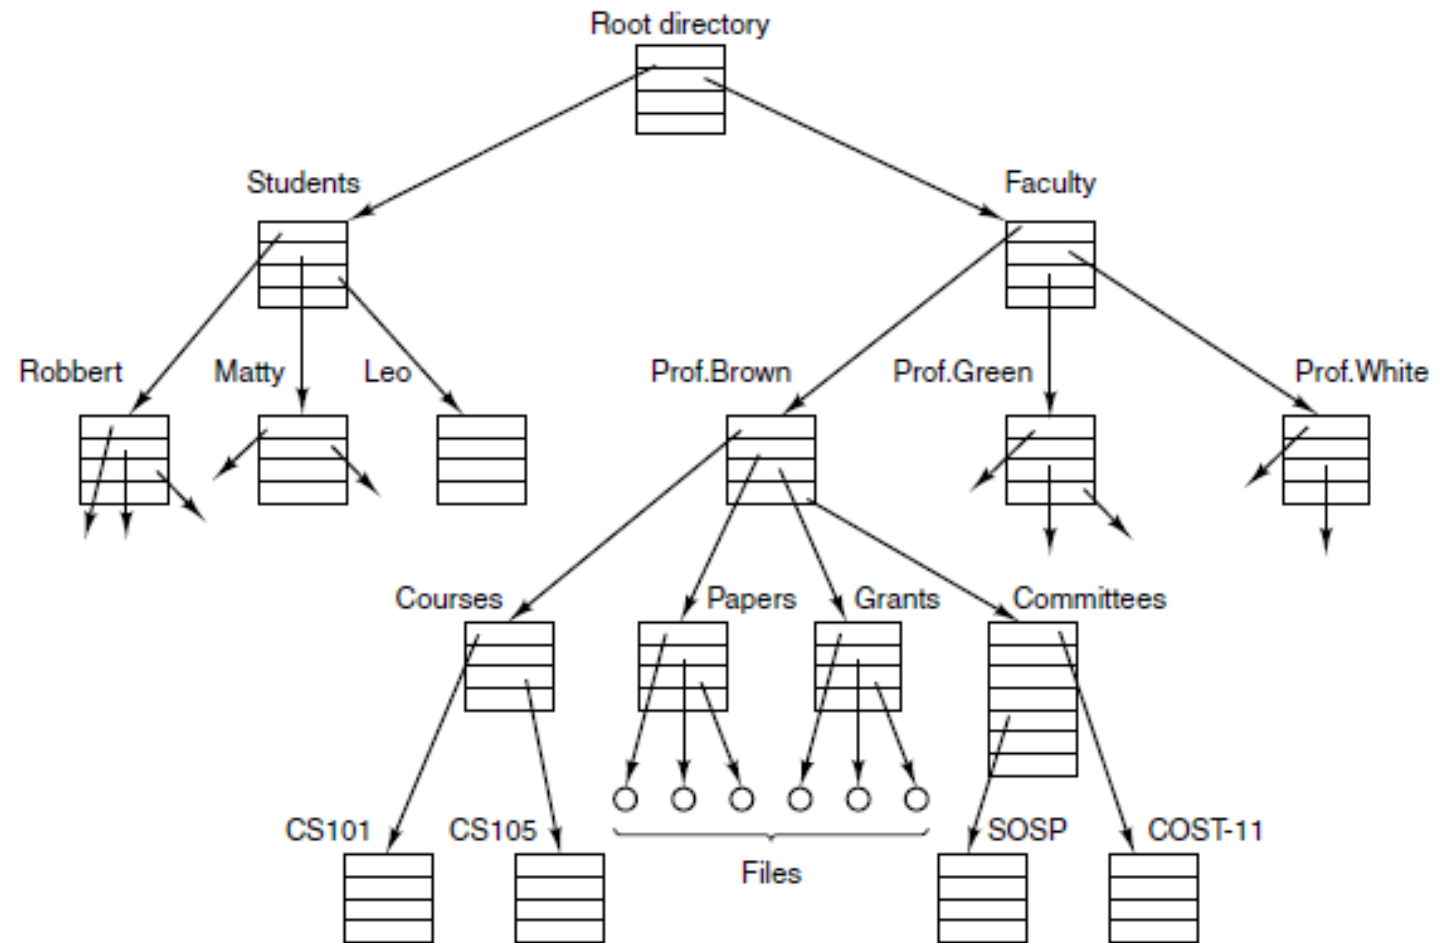 Root directory
Students
Faculty
Robbert
Matty
Leo
Prof.Brown
Prof.Green
Prof.White
Courses
Papers
Grants
Committees
CS101
CS105
SOSP
COST-11
Files